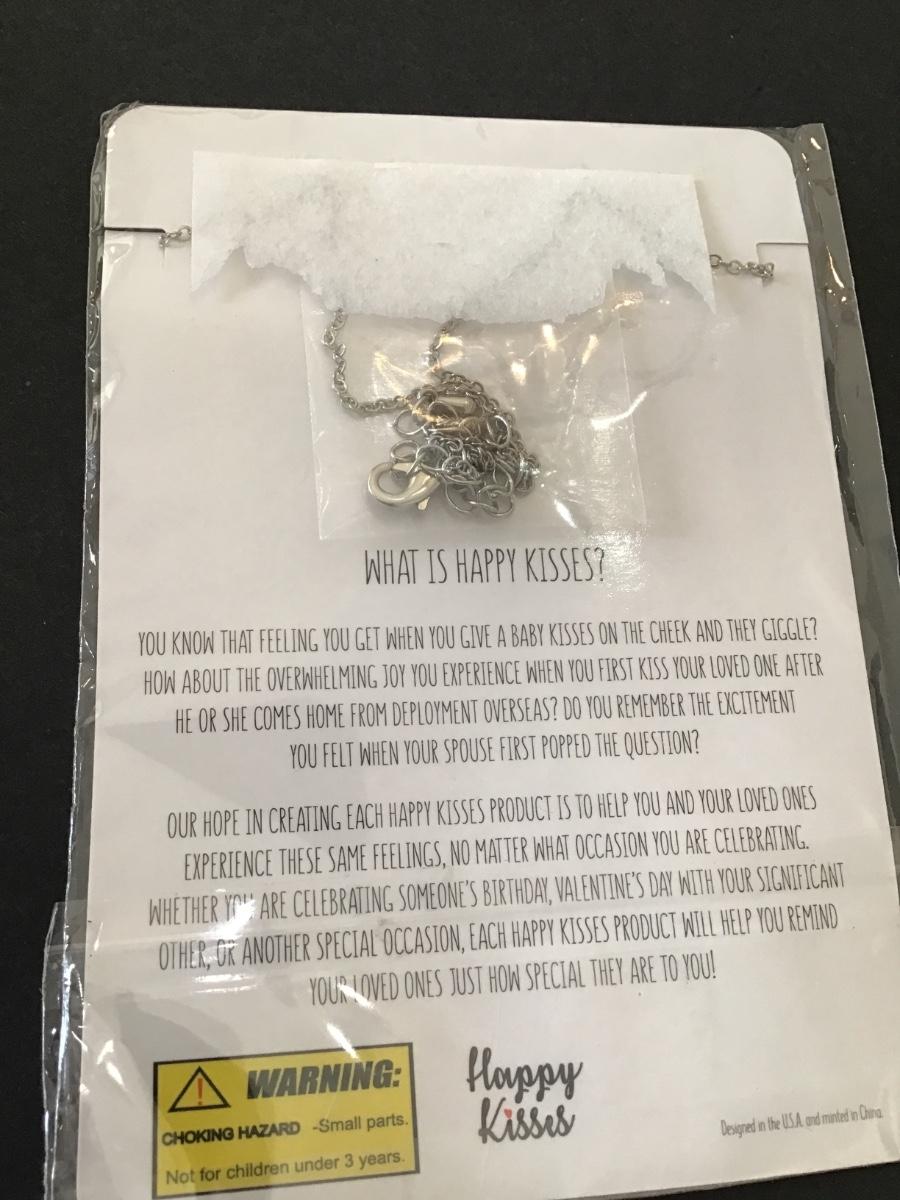 WHAT IS HAPPY KISSES?
YOU KNOW THAT FEELING YOU GET WHEN YOU GIVE A BABY KISSES ON THE CHEEK AND THEY GIGGLE?
HOW ABOUT THE OVERWHELMING JOY YOU EXPERIENCE WHEN YOU FIRST KISS YOUR LOVED ONE AFTER
HE OR SHE COMES HOME FROM DEPLOYMENT OVERSEAS? DO YOU REMEMBER THE EXCITEMENT
YOU FELT WHEN YOUR SPOUSE FIRST POPPED THE QUESTION?
OUR HOPE IN CREATING EACH HAPPY KISSES PRODUCT IS TO HELP YOU AND YOUR LOVED ONES
EXPERIENCE THESE SAME FEELINGS, NO MATTER WHAT OCCASION YOU ARE CELEBRATING.
WHETHER YOU ARE CELEBRATING SOMEONE'S BIRTHDAY, VALENTINE'S DAY WITH YOUR SIGNIFICANT
OTHER, OR ANOTHER SPECIAL OCCASION, EACH HAPPY KISSES PRODUCT WILL HELP YOU REMIND
YOUR LOVED ONES JUST HOW SPECIAL THEY ARE TO YOU!
WARNING:
CHOKING HAZARD -Small parts.
Not for children under 3 years.
Happy
Kisses
Designed in the U.S.A. and minted in China.